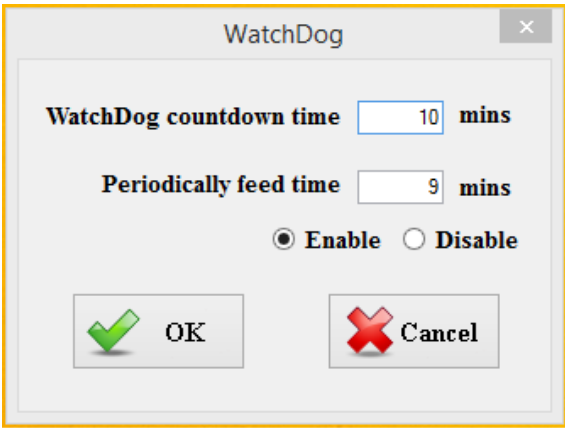 WatchDog
WatchDog countdown time 10 mins
Periodically feed time 9 mins
Enable Disable
OK Cancel